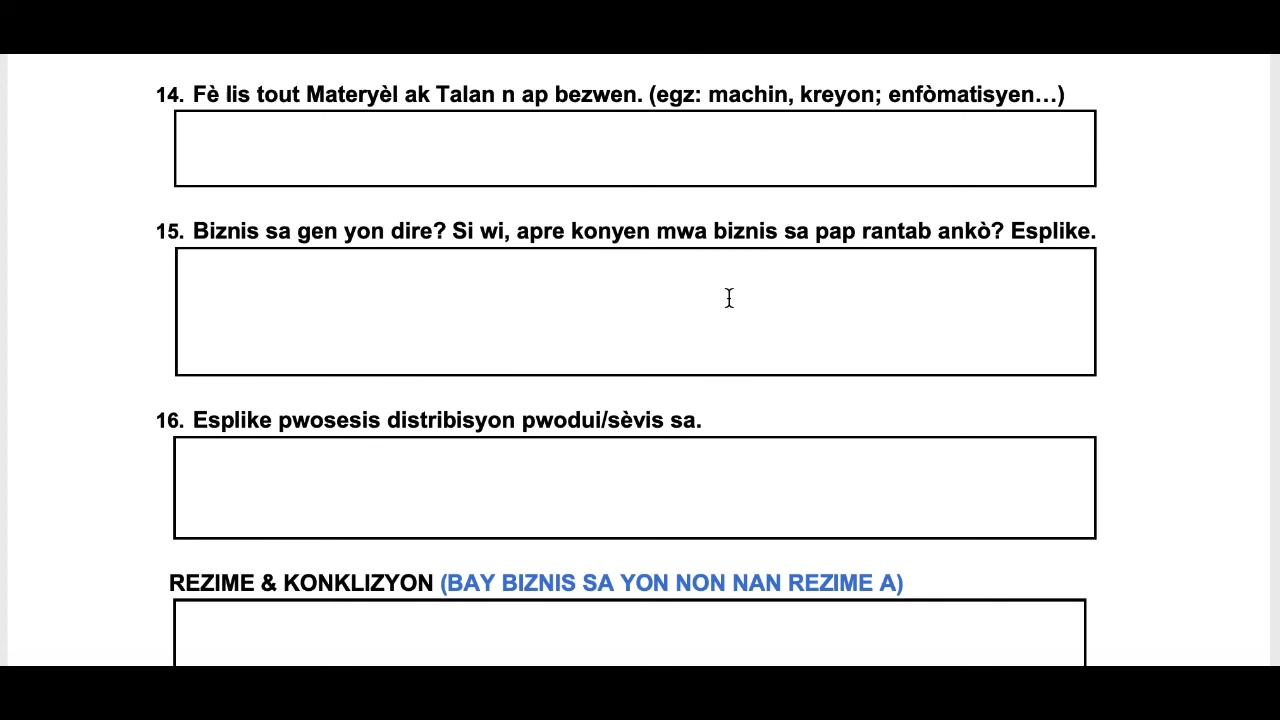 14. Fè lis tout Materyèl ak Talan n ap bezwen. (egz: machin, kreyon; enfòmatisyen…)
15. Biznis sa gen yon dire? Si wi, apre konyen mwa biznis sa pap rantab ankò? Esplike.
16. Esplike pwosesis distribisyon pwodui/sèvis sa.
REZIME & KONKLIZYON (BAY BIZNIS SA YON NON NAN REZIME A)